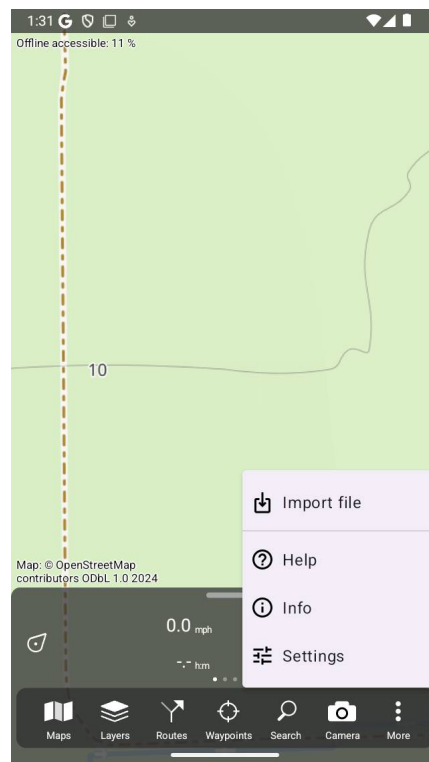 1:31
Offline accessible: 11 %
10
Import file
Help
Map: © OpenStreetMap
contributors ODbL 1.0 2024
Info
0.0 mph
Settings
-:- h:m
Maps Layers Routes Waypoints Search Camera More